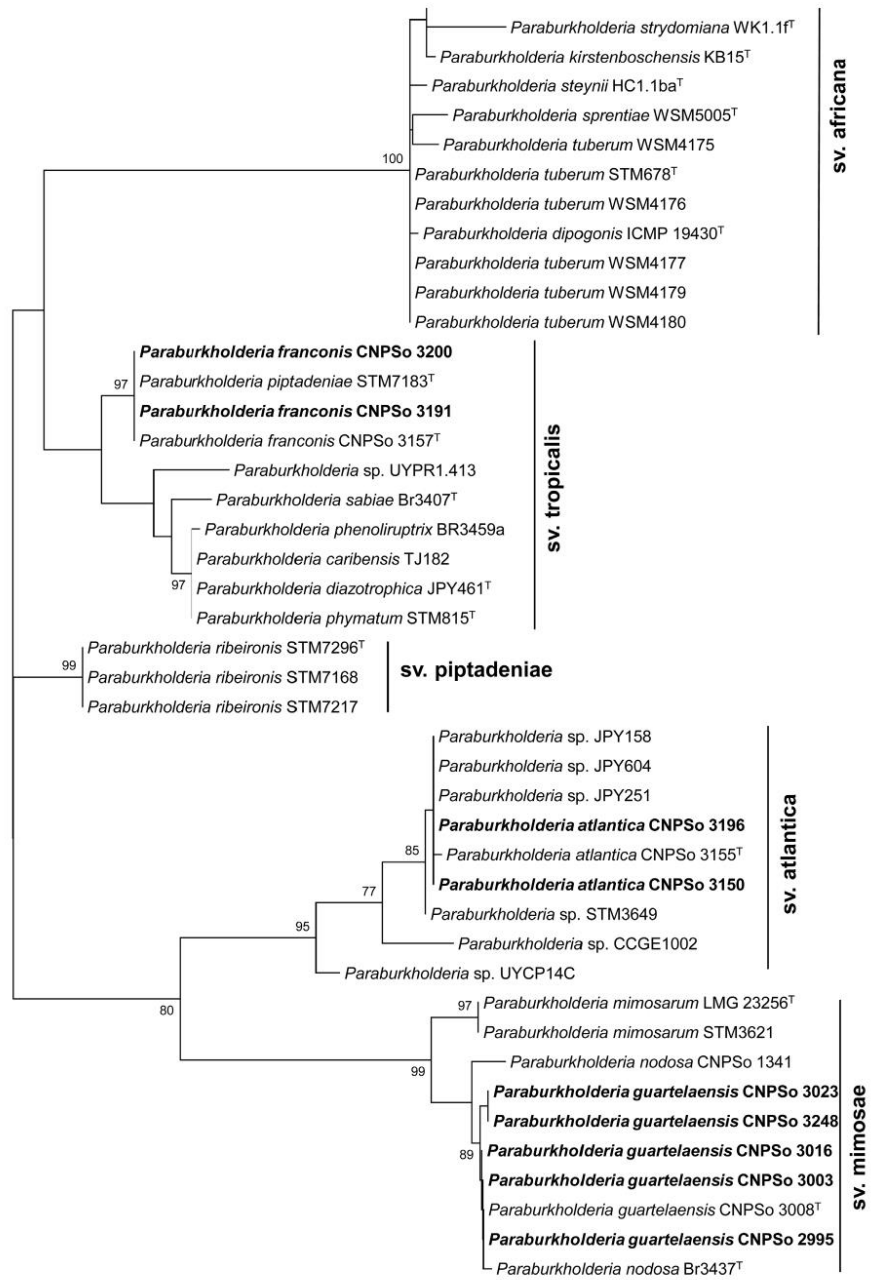 Paraburkholderia strydomiana WK1.1fᵀ
Paraburkholderia kirstenboschensis KB15ᵀ
Paraburkholderia steynii HC1.1baᵀ
Paraburkholderia sprentiae WSM5005ᵀ
Paraburkholderia tuberum WSM4175
100
Paraburkholderia tuberum STM678ᵀ
Paraburkholderia tuberum WSM4176
Paraburkholderia dipogonis ICMP 19430ᵀ
Paraburkholderia tuberum WSM4177
Paraburkholderia tuberum WSM4179
Paraburkholderia tuberum WSM4180
sv. africana
Paraburkholderia franconis CNPSo 3200
97
Paraburkholderia piptadeniae STM7183ᵀ
Paraburkholderia franconis CNPSo 3191
Paraburkholderia franconis CNPSo 3157ᵀ
Paraburkholderia sp. UYPR1.413
Paraburkholderia sabiae Br3407ᵀ
Paraburkholderia phenoliruptrix BR3459a
Paraburkholderia caribensis TJ182
97
Paraburkholderia diazotrophica JPY461ᵀ
Paraburkholderia phymatum STM815ᵀ
sv. tropicalis
Paraburkholderia ribeironis STM7296ᵀ
99
Paraburkholderia ribeironis STM7168
Paraburkholderia ribeironis STM7217
sv. piptadeniae
Paraburkholderia sp. JPY158
Paraburkholderia sp. JPY604
Paraburkholderia sp. JPY251
Paraburkholderia atlantica CNPSo 3196
85
Paraburkholderia atlantica CNPSo 3155ᵀ
Paraburkholderia atlantica CNPSo 3150
77
Paraburkholderia sp. STM3649
95
Paraburkholderia sp. CCGE1002
Paraburkholderia sp. UYCP14C
sv. atlantica
80
97
Paraburkholderia mimosarum LMG 23256ᵀ
Paraburkholderia mimosarum STM3621
99
Paraburkholderia nodosa CNPSo 1341
Paraburkholderia guartelaensis CNPSo 3023
Paraburkholderia guartelaensis CNPSo 3248
89
Paraburkholderia guartelaensis CNPSo 3016
Paraburkholderia guartelaensis CNPSo 3003
Paraburkholderia guartelaensis CNPSo 3008ᵀ
Paraburkholderia guartelaensis CNPSo 2995
Paraburkholderia nodosa Br3437ᵀ
sv. mimosae